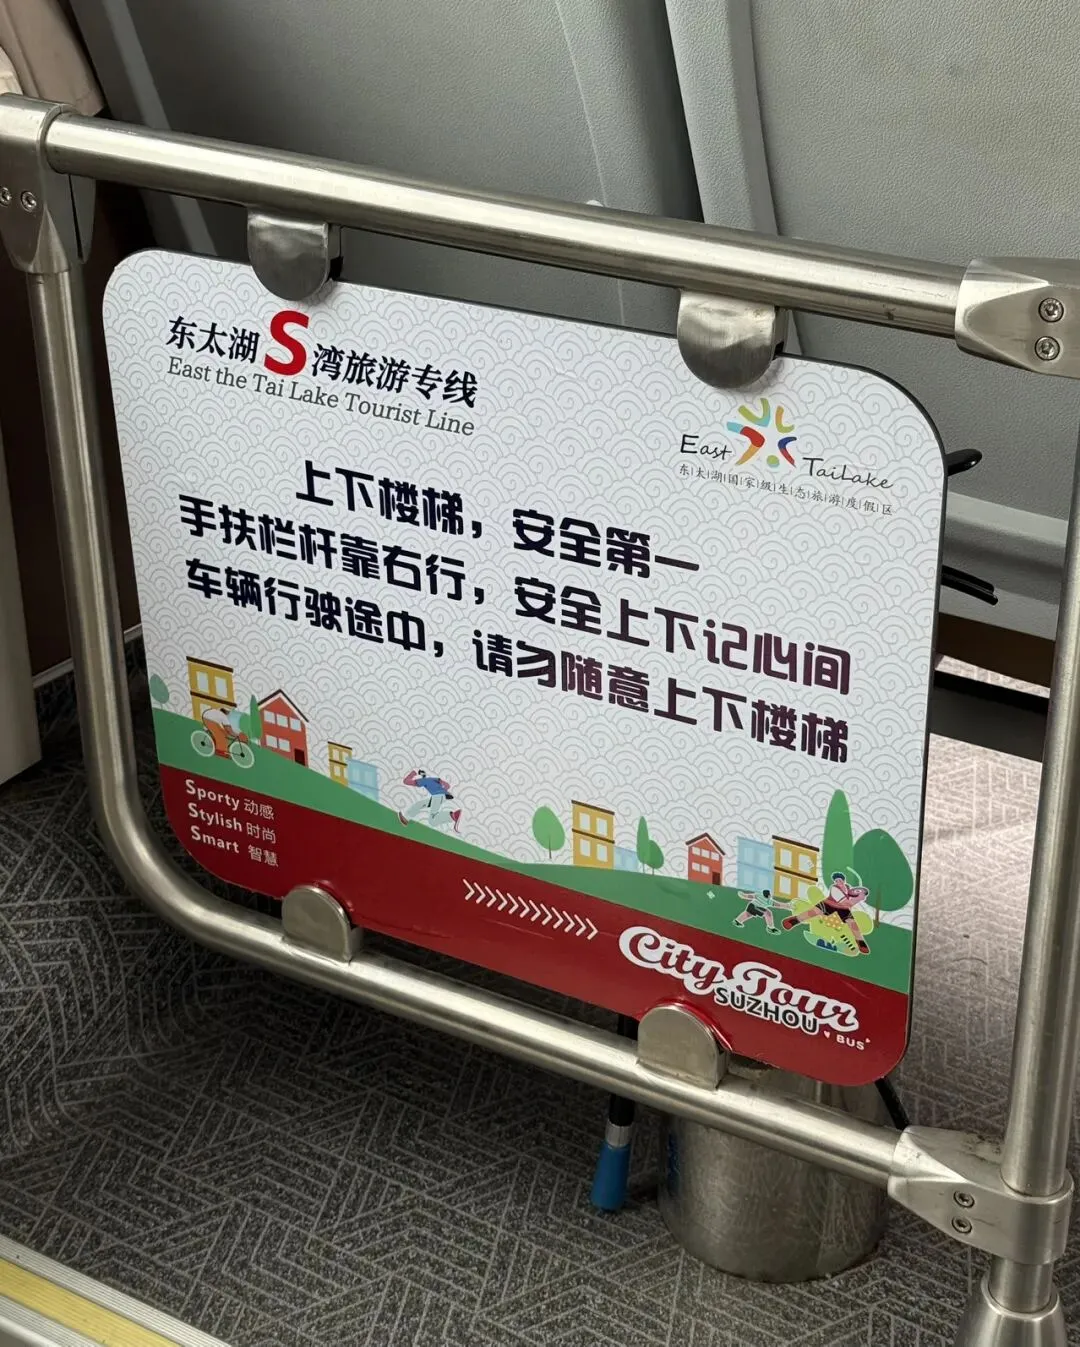 东太湖S湾旅游专线
East the Tai Lake Tourist Line
East TaiLake
东|太|湖|国|家|级|生|态|旅|游|度|假|区
上下楼梯，安全第一
手扶栏杆靠右行，安全上下记心间
车辆行驶途中，请勿随意上下楼梯
Sporty 动感
Stylish 时尚
Smart 智慧
City Tour
SUZHOU
BUS